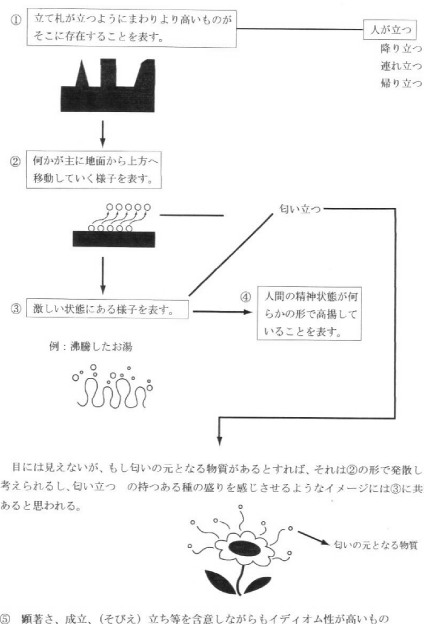 ① 立て札が立つようにまわりより高いものが
そこに存在することを表す。
人が立つ
降り立つ
連れ立つ
帰り立つ
② 何かが主に地面から上方へ
移動していく様子を表す。
匂い立つ
③ 激しい状態にある様子を表す。
④ 人間の精神状態が何
らかの形で高揚して
いることを表す。
例：沸騰したお湯
目には見えないが、もし匂いの元となる物質があるとすれば、それは②の形で発散し
考えられるし、匂い立つ　の持つある種の盛りを感じさせるようなイメージには③に共
あると思われる。
匂いの元となる物質
⑤ 顕著さ、成立、(そびえ）立ち等を含意しながらもイディオム性が高いもの